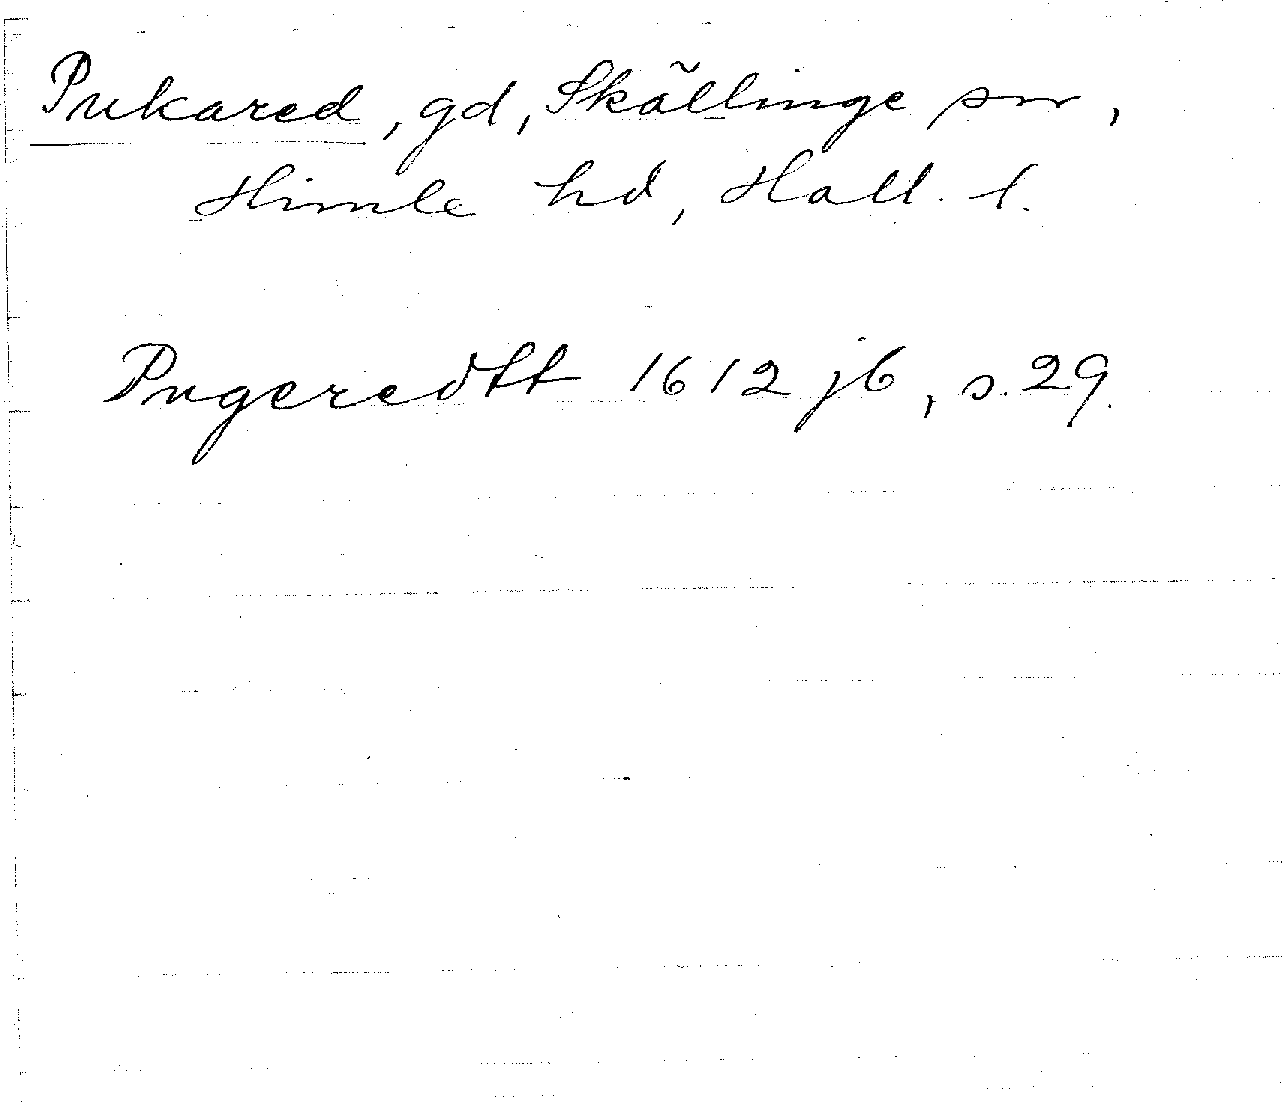 Pukared, gd, Skällinge sn,
Himle hd, Hall. l.
Pugeredtt 1612 jb, s. 29.